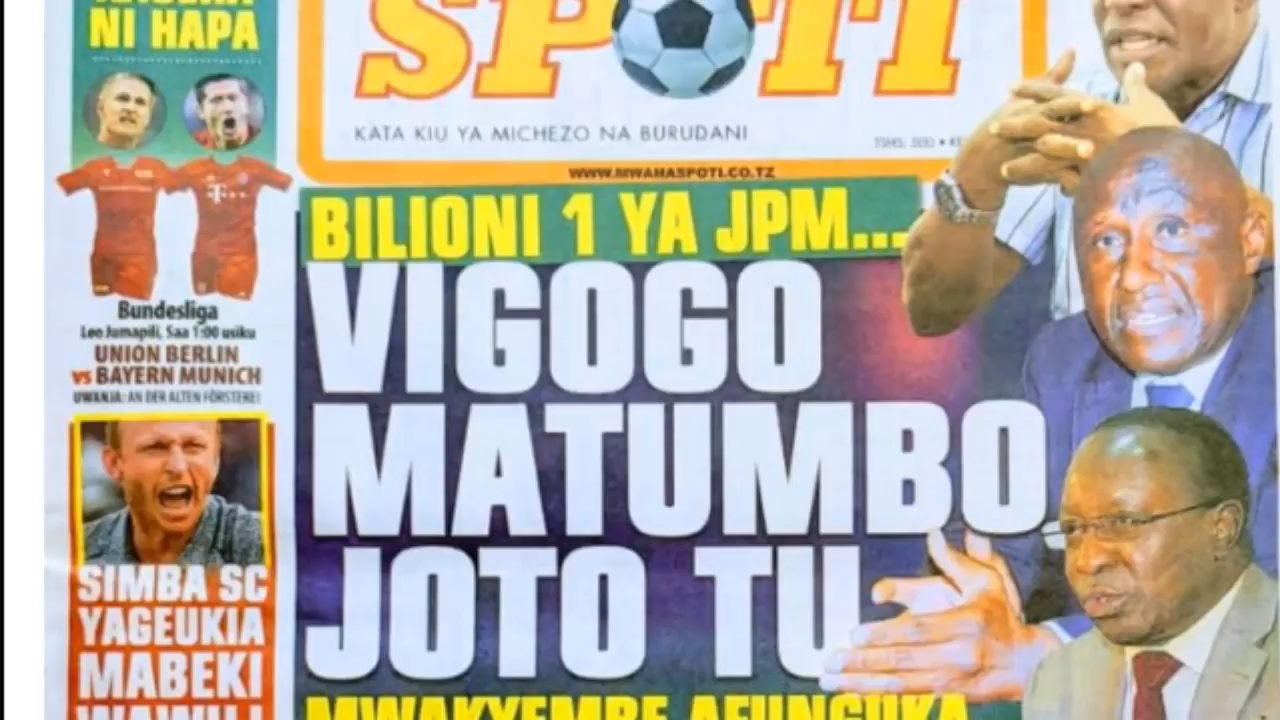 NI HAPA
Bundesliga
Leo Jumapili, Saa 1:00 usiku
UNION BERLIN
vs BAYERN MUNICH
UWANJA: AN DER ALTEN FÖRSTEREI
SIMBA SC
YAGEUKIA
MABEKI
SPOTI
KATA KIU YA MICHEZO NA BURUDANI
WWW.MWANASPOTI.CO.TZ
BILIONI 1 YA JPM...
VIGOGO
MATUMBO
JOTO TU
MWAKYEMBE AFUNGUKA